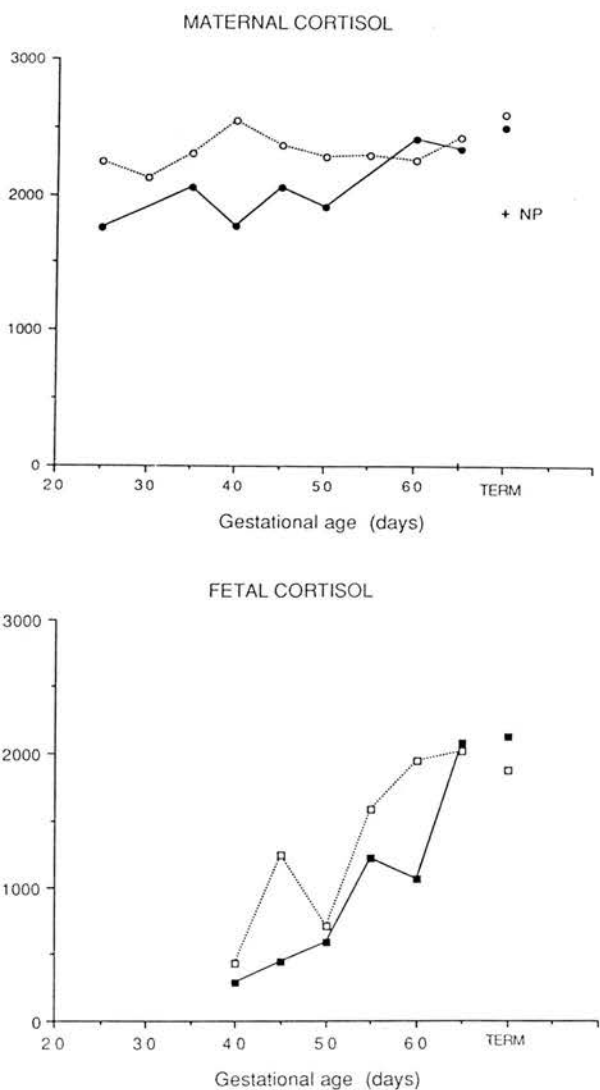 MATERNAL CORTISOL
3000
2000
+ NP
1000
0
20 30 40 50 60 TERM
Gestational age (days)
FETAL CORTISOL
3000
2000
1000
0
20 30 40 50 60 TERM
Gestational age (days)